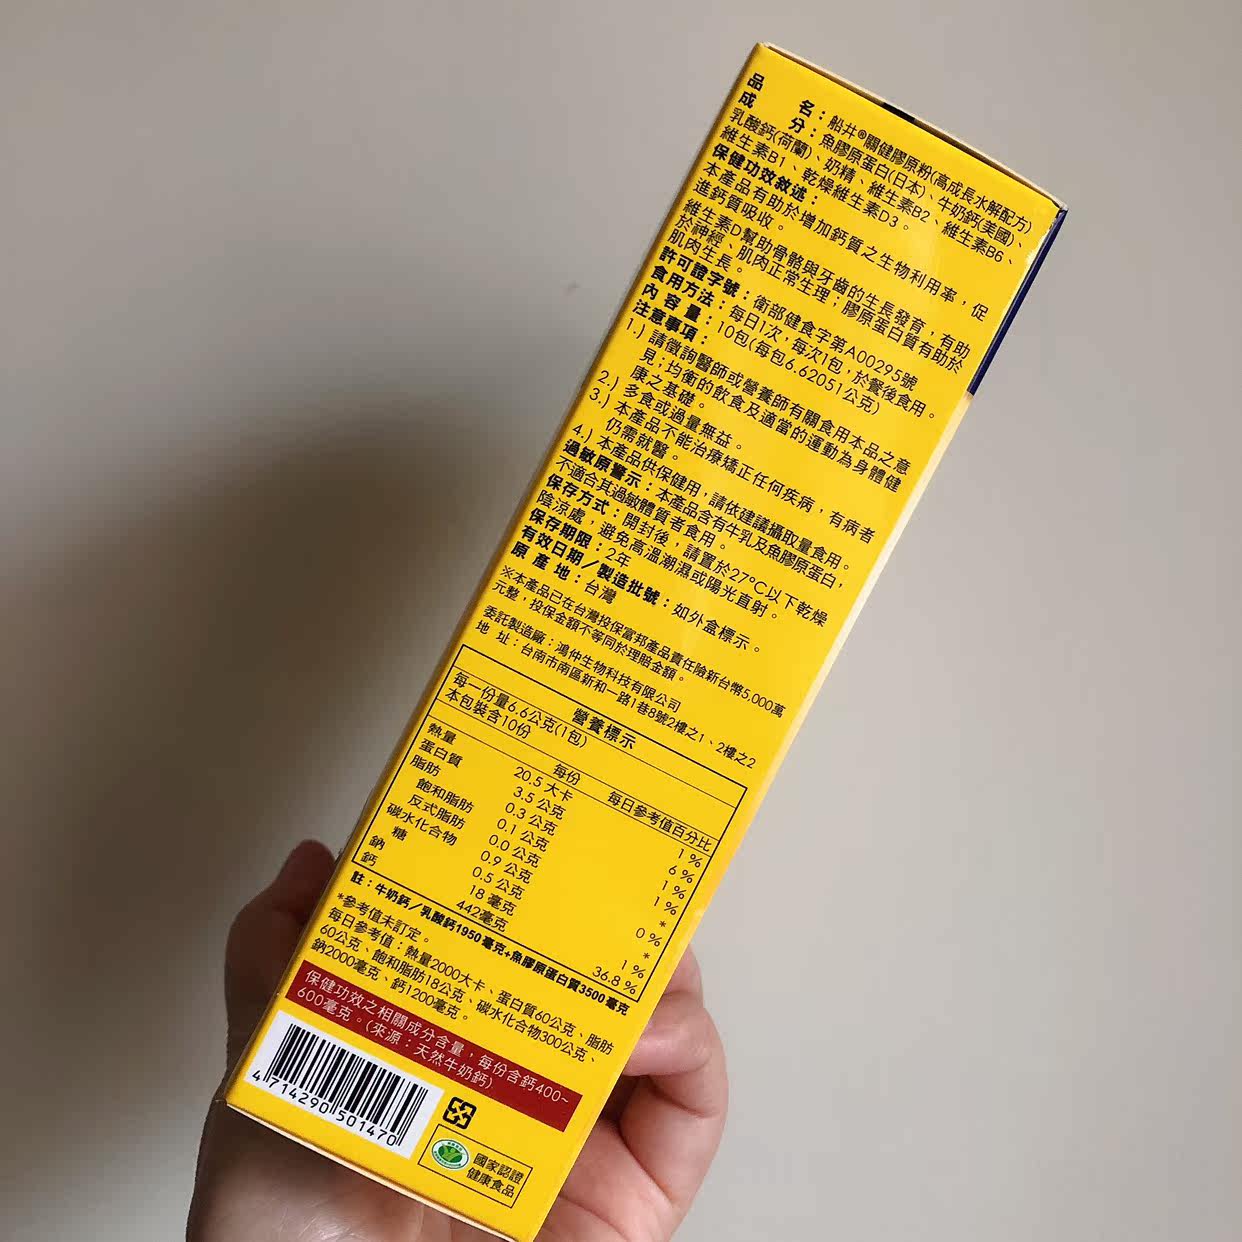 品名：船井®關健膠原粉(高成長水解配方)
成分：魚膠原蛋白(日本)、牛奶鈣(美國)、
乳酸鈣(荷蘭)、奶精、維生素B2、維生素B6、
維生素B1、乾燥維生素D3。
保健功效敘述：
本產品有助於增加鈣質之生物利用率，促
進鈣質吸收。
維生素D幫助骨骼與牙齒的生長發育，有助
於神經、肌肉正常生理；膠原蛋白質有助於
肌肉生長。
許可證字號：衛部健食字第A00295號
食用方法：每日1次，每次1包，於餐後食用。
內容量：10包(每包6.62051公克)
注意事項：
1.) 請徵詢醫師或營養師有關食用本品之意
見；均衡的飲食及適當的運動為身體健
康之基礎。
2.) 多食或過量無益。
3.) 本產品不能治療矯正任何疾病，有病者
仍需就醫。
4.) 本產品供保健用，請依建議攝取量食用。
過敏原警示：本產品含有牛乳及魚膠原蛋白，
不適合其過敏體質者食用。
保存方式：開封後，請置於27°C以下乾燥
陰涼處，避免高溫潮濕或陽光直射。
保存期限：2年
有效日期／製造批號：如外盒標示。
原產地：台灣
※本產品已在台灣投保富邦產品責任險新台幣5,000萬
元整，投保金額不等同於理賠金額。
委託製造廠：鴻仲生物科技有限公司
地址：台南市南區新和一路1巷8號2樓之1、2樓之2
營養標示
每一份量6.6公克(1包)
本包裝含10份
每份 每日參考值百分比
熱量 20.5 大卡 1 %
蛋白質 3.5 公克 6 %
脂肪 0.3 公克 1 %
飽和脂肪 0.1 公克 1 %
反式脂肪 0.0 公克 *
碳水化合物 0.9 公克 0 %
糖 0.5 公克 *
鈉 18 毫克 1 %
鈣 442毫克 36.8 %
註：牛奶鈣／乳酸鈣1950毫克+魚膠原蛋白質3500毫克
*參考值未訂定。
每日參考值：熱量2000大卡、蛋白質60公克、脂肪
60公克、飽和脂肪18公克、碳水化合物300公克、
鈉2000毫克、鈣1200毫克。
保健功效之相關成分含量，每份含鈣400~
600毫克。(來源：天然牛奶鈣)
4 714290 501470
國家認證
健康食品